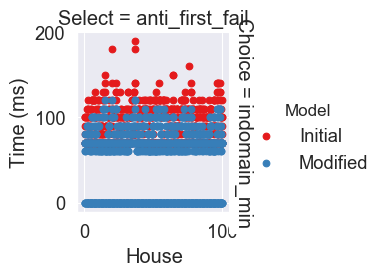 Select = anti_first_fail
Choice = indomain_min
200
100
0
Time (ms)
0
100
House
Model
Initial
Modified